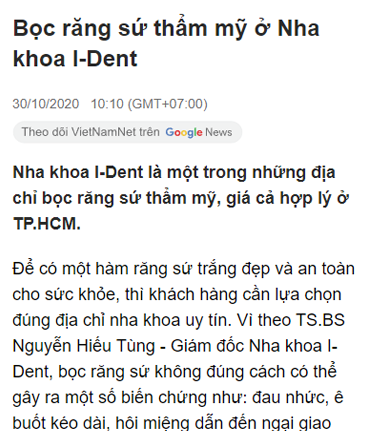 Bọc răng sứ thẩm mỹ ở Nha
khoa I-Dent
30/10/2020 10:10 (GMT+07:00)
Theo dõi VietNamNet trên Google News
Nha khoa I-Dent là một trong những địa
chỉ bọc răng sứ thẩm mỹ, giá cả hợp lý ở
TP.HCM.
Để có một hàm răng sứ trắng đẹp và an toàn
cho sức khỏe, thì khách hàng cần lựa chọn
đúng địa chỉ nha khoa uy tín. Vì theo TS.BS
Nguyễn Hiếu Tùng - Giám đốc Nha khoa I-
Dent, bọc răng sứ không đúng cách có thể
gây ra một số biến chứng như: đau nhức, ê
buốt kéo dài, hôi miệng dẫn đến ngại giao